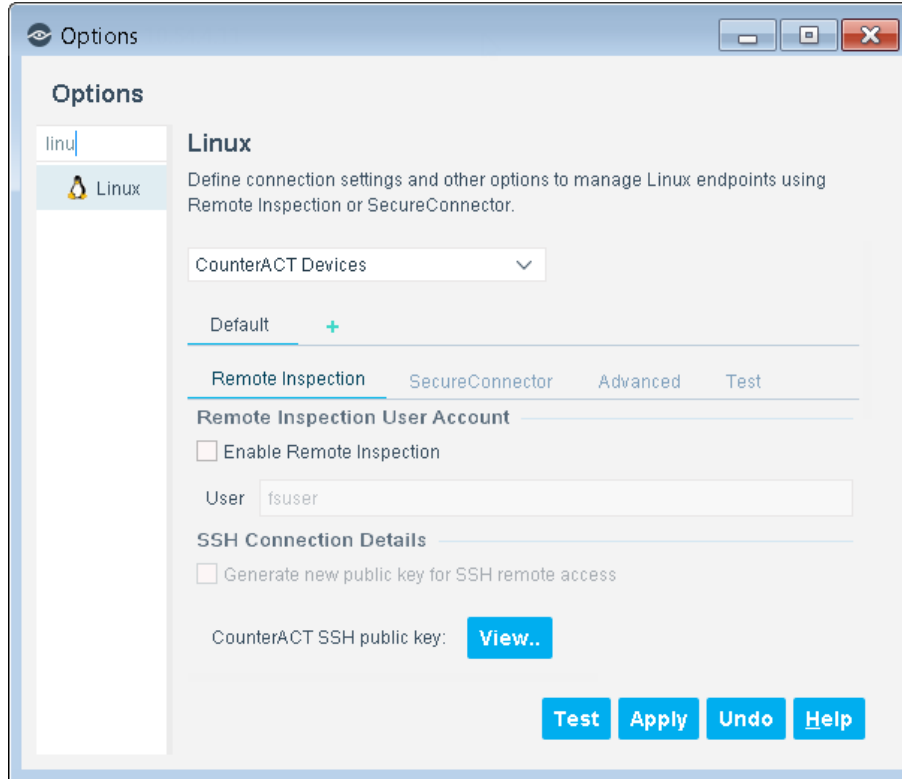 Options
Options
linu
Linux
Linux
Define connection settings and other options to manage Linux endpoints using
Remote Inspection or SecureConnector.
CounterACT Devices
Default +
Remote Inspection SecureConnector Advanced Test
Remote Inspection User Account
Enable Remote Inspection
User fsuser
SSH Connection Details
Generate new public key for SSH remote access
CounterACT SSH public key: View..
Test Apply Undo Help